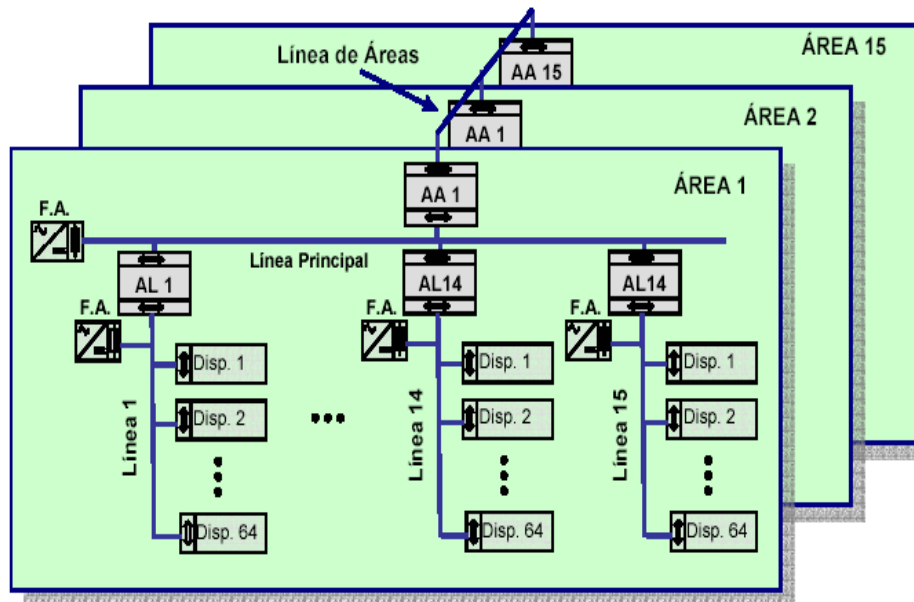 ÁREA 15
Línea de Áreas
AA 15
ÁREA 2
AA 1
ÁREA 1
AA 1
F.A.
Línea Principal
AL 1
AL14
AL14
F.A.
F.A.
F.A.
Línea 1
Disp. 1
Disp. 2
Disp. 64
Línea 14
Disp. 1
Disp. 2
Disp. 64
Línea 15
Disp. 1
Disp. 2
Disp. 64